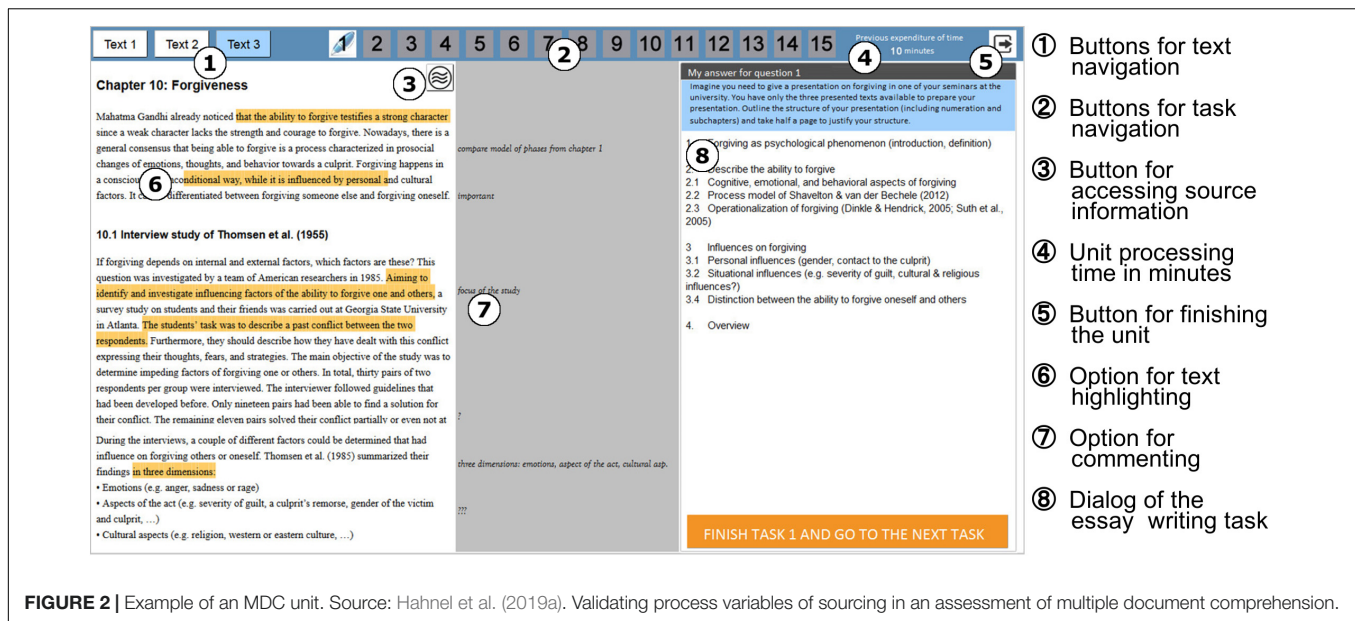 Text 1 Text 2 Text 3 1 2 3 4 5 6 7 8 9 10 11 12 13 14 15 Previous expenditure of time
10 minutes
① ② ③ ④ ⑤
Chapter 10: Forgiveness
Mahatma Gandhi already noticed that the ability to forgive testifies a strong character
since a weak character lacks the strength and courage to forgive. Nowadays, there is a
general consensus that being able to forgive is a process characterized in prosocial
changes of emotions, thoughts, and behavior towards a culprit. Forgiving happens in
a conscious ⑥ conditional way, while it is influenced by personal and cultural
factors. It differentiated between forgiving someone else and forgiving oneself.
10.1 Interview study of Thomsen et al. (1955)
If forgiving depends on internal and external factors, which factors are these? This
question was investigated by a team of American researchers in 1985. Aiming to
identify and investigate influencing factors of the ability to forgive one and others, a
survey study on students and their friends was carried out at Georgia State University
in Atlanta. The students' task was to describe a past conflict between the two
respondents. Furthermore, they should describe how they have dealt with this conflict
expressing their thoughts, fears, and strategies. The main objective of the study was to
determine impeding factors of forgiving one or others. In total, thirty pairs of two
respondents per group were interviewed. The interviewer followed guidelines that
had been developed before. Only nineteen pairs had been able to find a solution for
their conflict. The remaining eleven pairs solved their conflict partially or even not at
During the interviews, a couple of different factors could be determined that had
influence on forgiving others or oneself. Thomsen et al. (1985) summarized their
findings in three dimensions:
• Emotions (e.g. anger, sadness or rage)
• Aspects of the act (e.g. severity of guilt, a culprit's remorse, gender of the victim
and culprit, …)
• Cultural aspects (e.g. religion, western or eastern culture, …)
compare model of phases from chapter 1
important
focus of the study
⑦
?
three dimensions: emotions, aspect of the act, cultural asp.
???
My answer for question 1
Imagine you need to give a presentation on forgiving in one of your seminars at the
university. You have only the three presented texts available to prepare your
presentation. Outline the structure of your presentation (including numeration and
subchapters) and take half a page to justify your structure.
1 Forgiving as psychological phenomenon (introduction, definition)
⑧
2. Describe the ability to forgive
2.1 Cognitive, emotional, and behavioral aspects of forgiving
2.2 Process model of Shavelton & van der Bechele (2012)
2.3 Operationalization of forgiving (Dinkle & Hendrick, 2005; Suth et al.,
2005)
3 Influences on forgiving
3.1 Personal influences (gender, contact to the culprit)
3.2 Situational influences (e.g. severity of guilt, cultural & religious
influences?)
3.4 Distinction between the ability to forgive oneself and others
4. Overview
FINISH TASK 1 AND GO TO THE NEXT TASK
① Buttons for text
navigation
② Buttons for task
navigation
③ Button for
accessing source
information
④ Unit processing
time in minutes
⑤ Button for finishing
the unit
⑥ Option for text
highlighting
⑦ Option for
commenting
⑧ Dialog of the
essay writing task
FIGURE 2 | Example of an MDC unit. Source: Hahnel et al. (2019a). Validating process variables of sourcing in an assessment of multiple document comprehension.